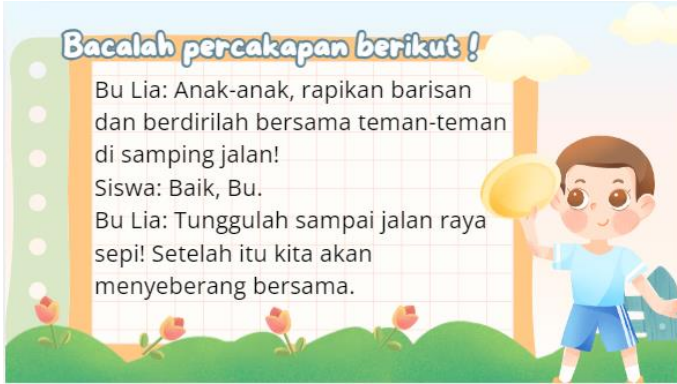 Bacalah percakapan berikut !
Bu Lia: Anak-anak, rapikan barisan
dan berdirilah bersama teman-teman
di samping jalan!
Siswa: Baik, Bu.
Bu Lia: Tunggulah sampai jalan raya
sepi! Setelah itu kita akan
menyeberang bersama.